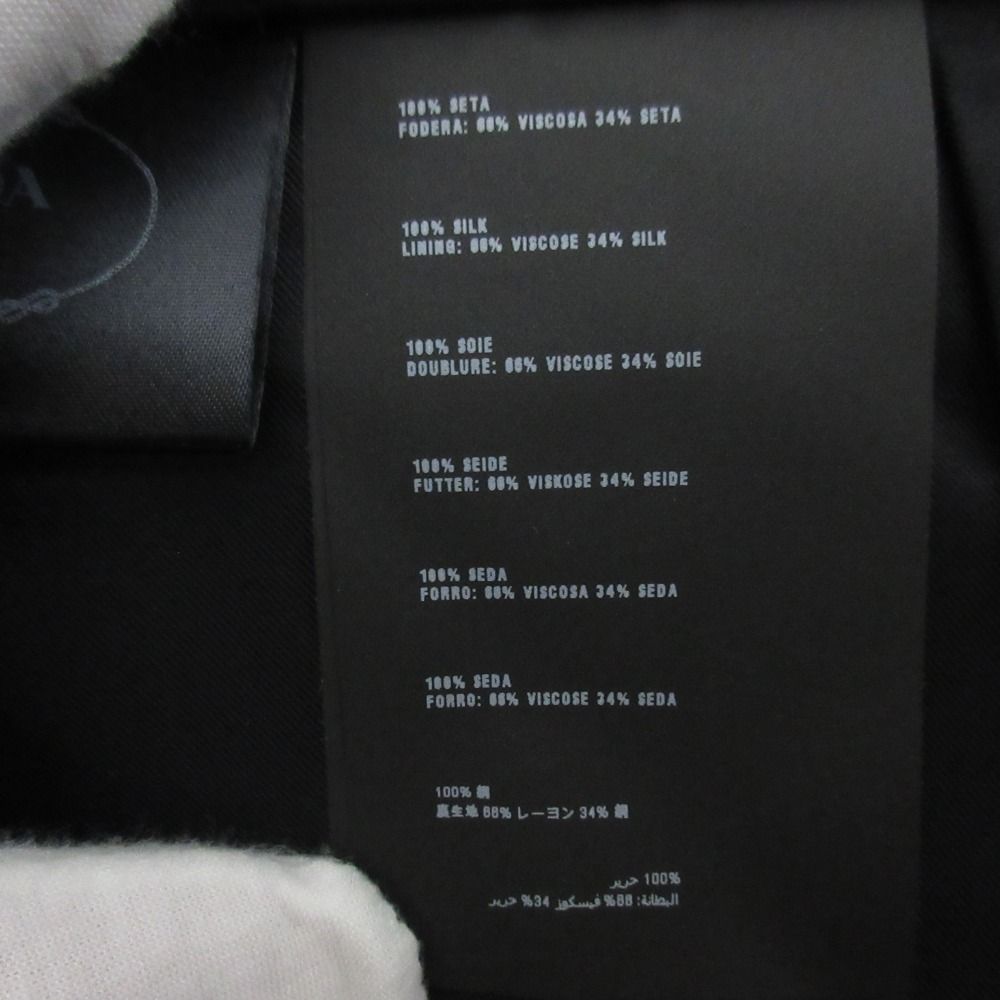 RA
100% SETA
FODERA: 66% VISCOSA 34% SETA
100% SILK
LINING: 66% VISCOSE 34% SILK
100% SOIE
DOUBLURE: 66% VISCOSE 34% SOIE
100% SEIDE
FUTTER: 66% VISKOSE 34% SEIDE
100% SEDA
FORRO: 66% VISCOSA 34% SEDA
100% SEDA
FORRO: 66% VISCOSE 34% SEDA
100% 絹
裏生地 66% レーヨン 34% 絹
100% حرير
البطانة: 66% فيسكوز 34% حرير